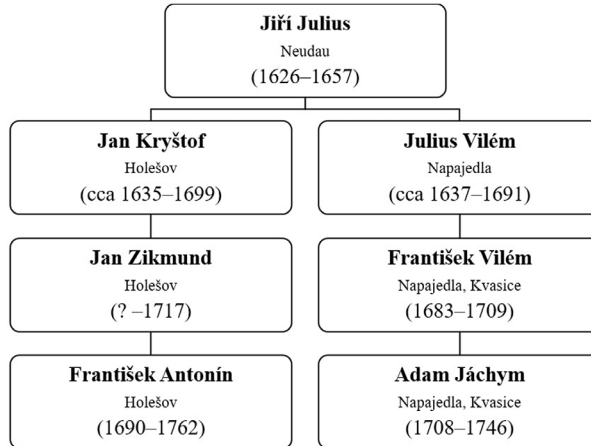 Jiří Julius
Neudau
(1626–1657)
Jan Kryštof
Holešov
(cca 1635–1699)
Julius Vilém
Napajedla
(cca 1637–1691)
Jan Zikmund
Holešov
(? –1717)
František Vilém
Napajedla, Kvasice
(1683–1709)
František Antonín
Holešov
(1690–1762)
Adam Jáchym
Napajedla, Kvasice
(1708–1746)